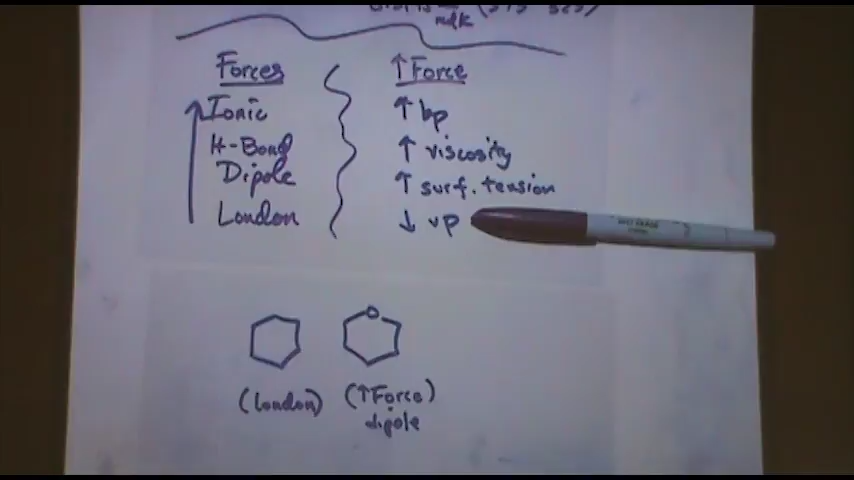 Forces
↑Ionic
H-Bond
Dipole
London
↑Force
↑ bp
↑ viscosity
↑ surf. tension
↓ vp
O
(London)
(↑Force)
dipole